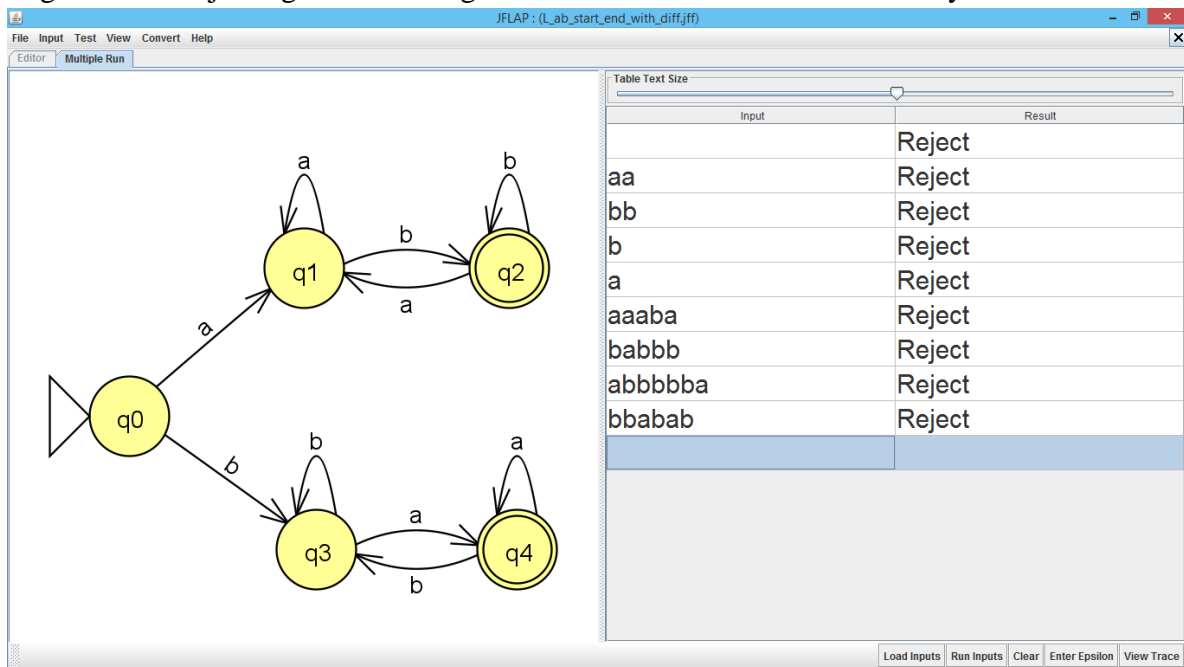 JFLAP : (L_ab_start_end_with_diff.jff)
File Input Test View Convert Help
Editor Multiple Run
Table Text Size
Input Result
Reject
aa Reject
bb Reject
b Reject
a Reject
aaaba Reject
babbb Reject
abbbbba Reject
bbabab Reject
a b
b
q1 q2
a
a
q0
b
b a
a
q3 q4
b
Load Inputs Run Inputs Clear Enter Epsilon View Trace